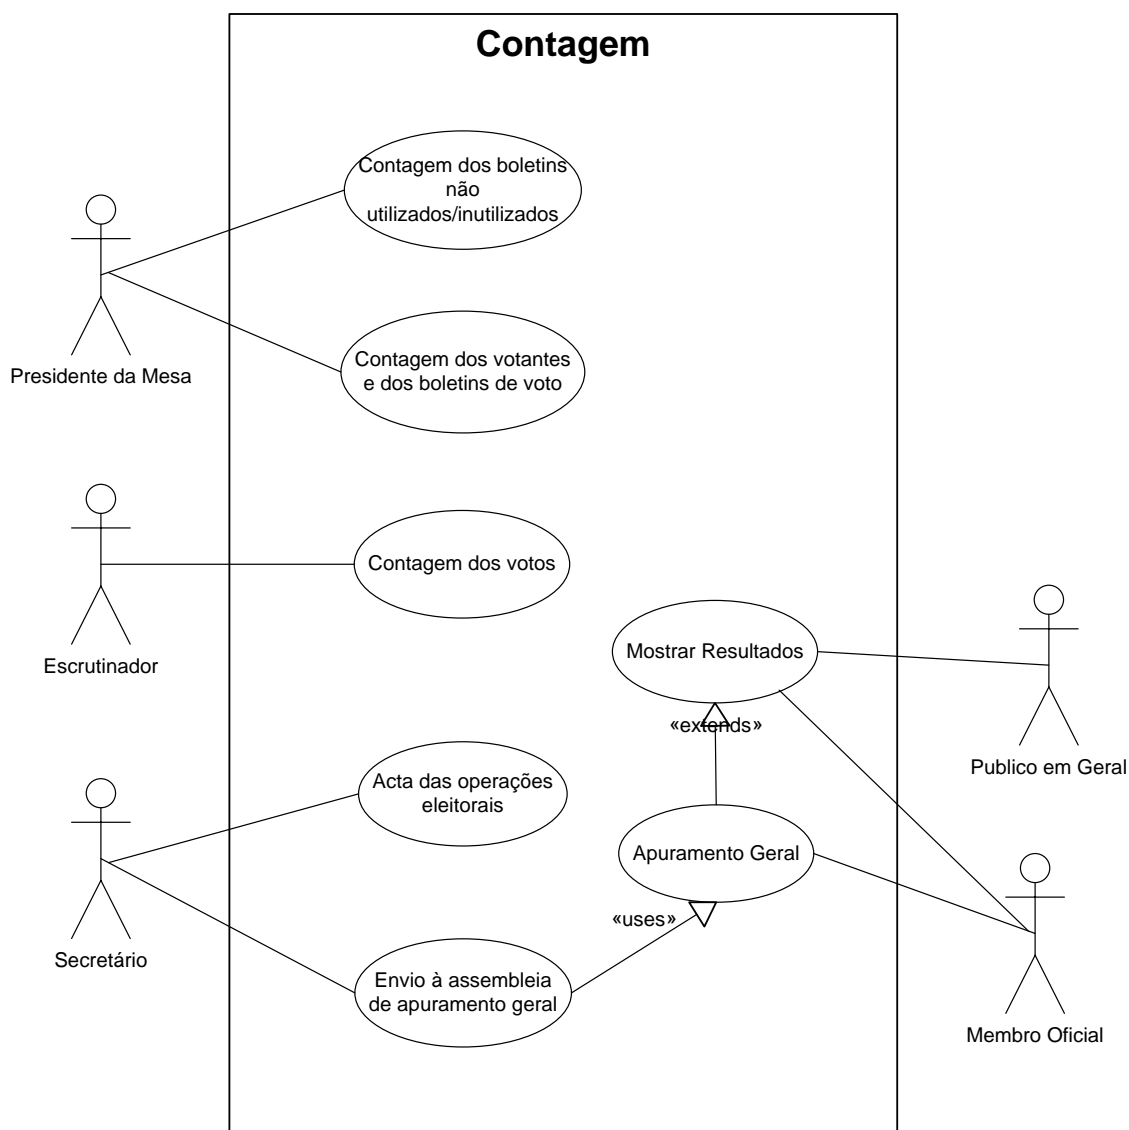 Contagem
Contagem dos boletins
não
utilizados/inutilizados
Presidente da Mesa
Contagem dos votantes
e dos boletins de voto
Contagem dos votos
Escrutinador
Mostrar Resultados
«extends»
Publico em Geral
Acta das operações
eleitorais
Apuramento Geral
«uses»
Secretário
Envio à assembleia
de apuramento geral
Membro Oficial